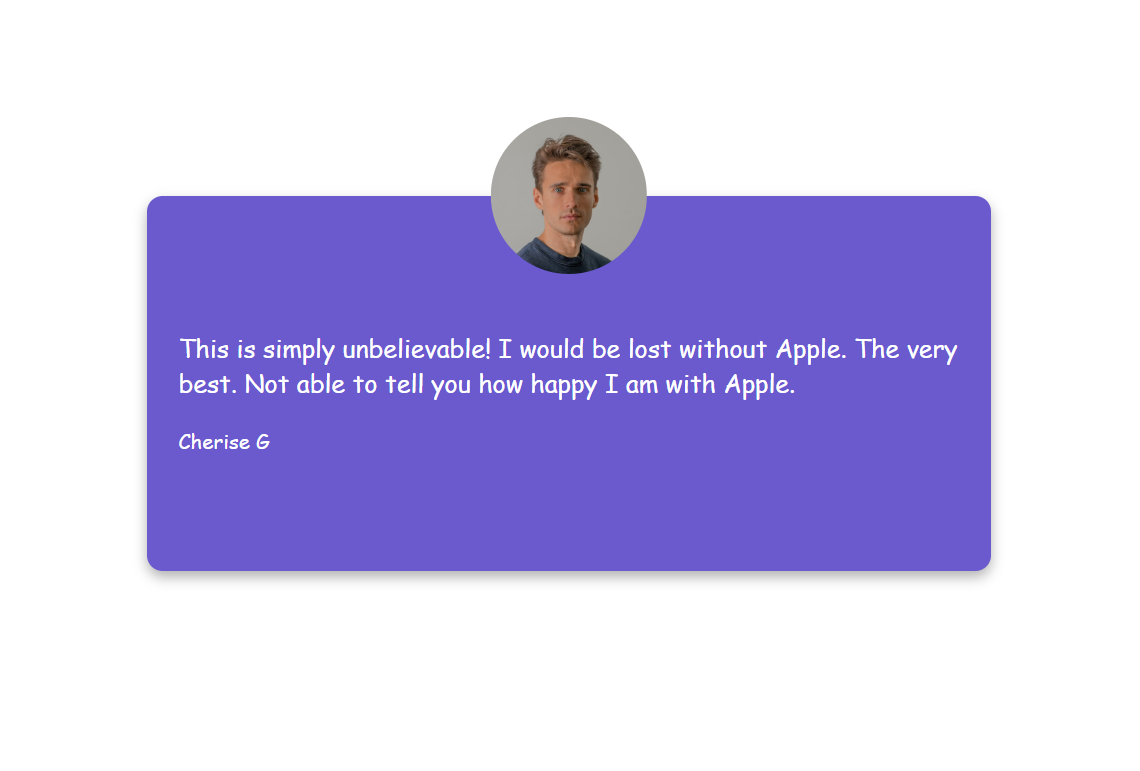 This is simply unbelievable! I would be lost without Apple. The very
best. Not able to tell you how happy I am with Apple.
Cherise G